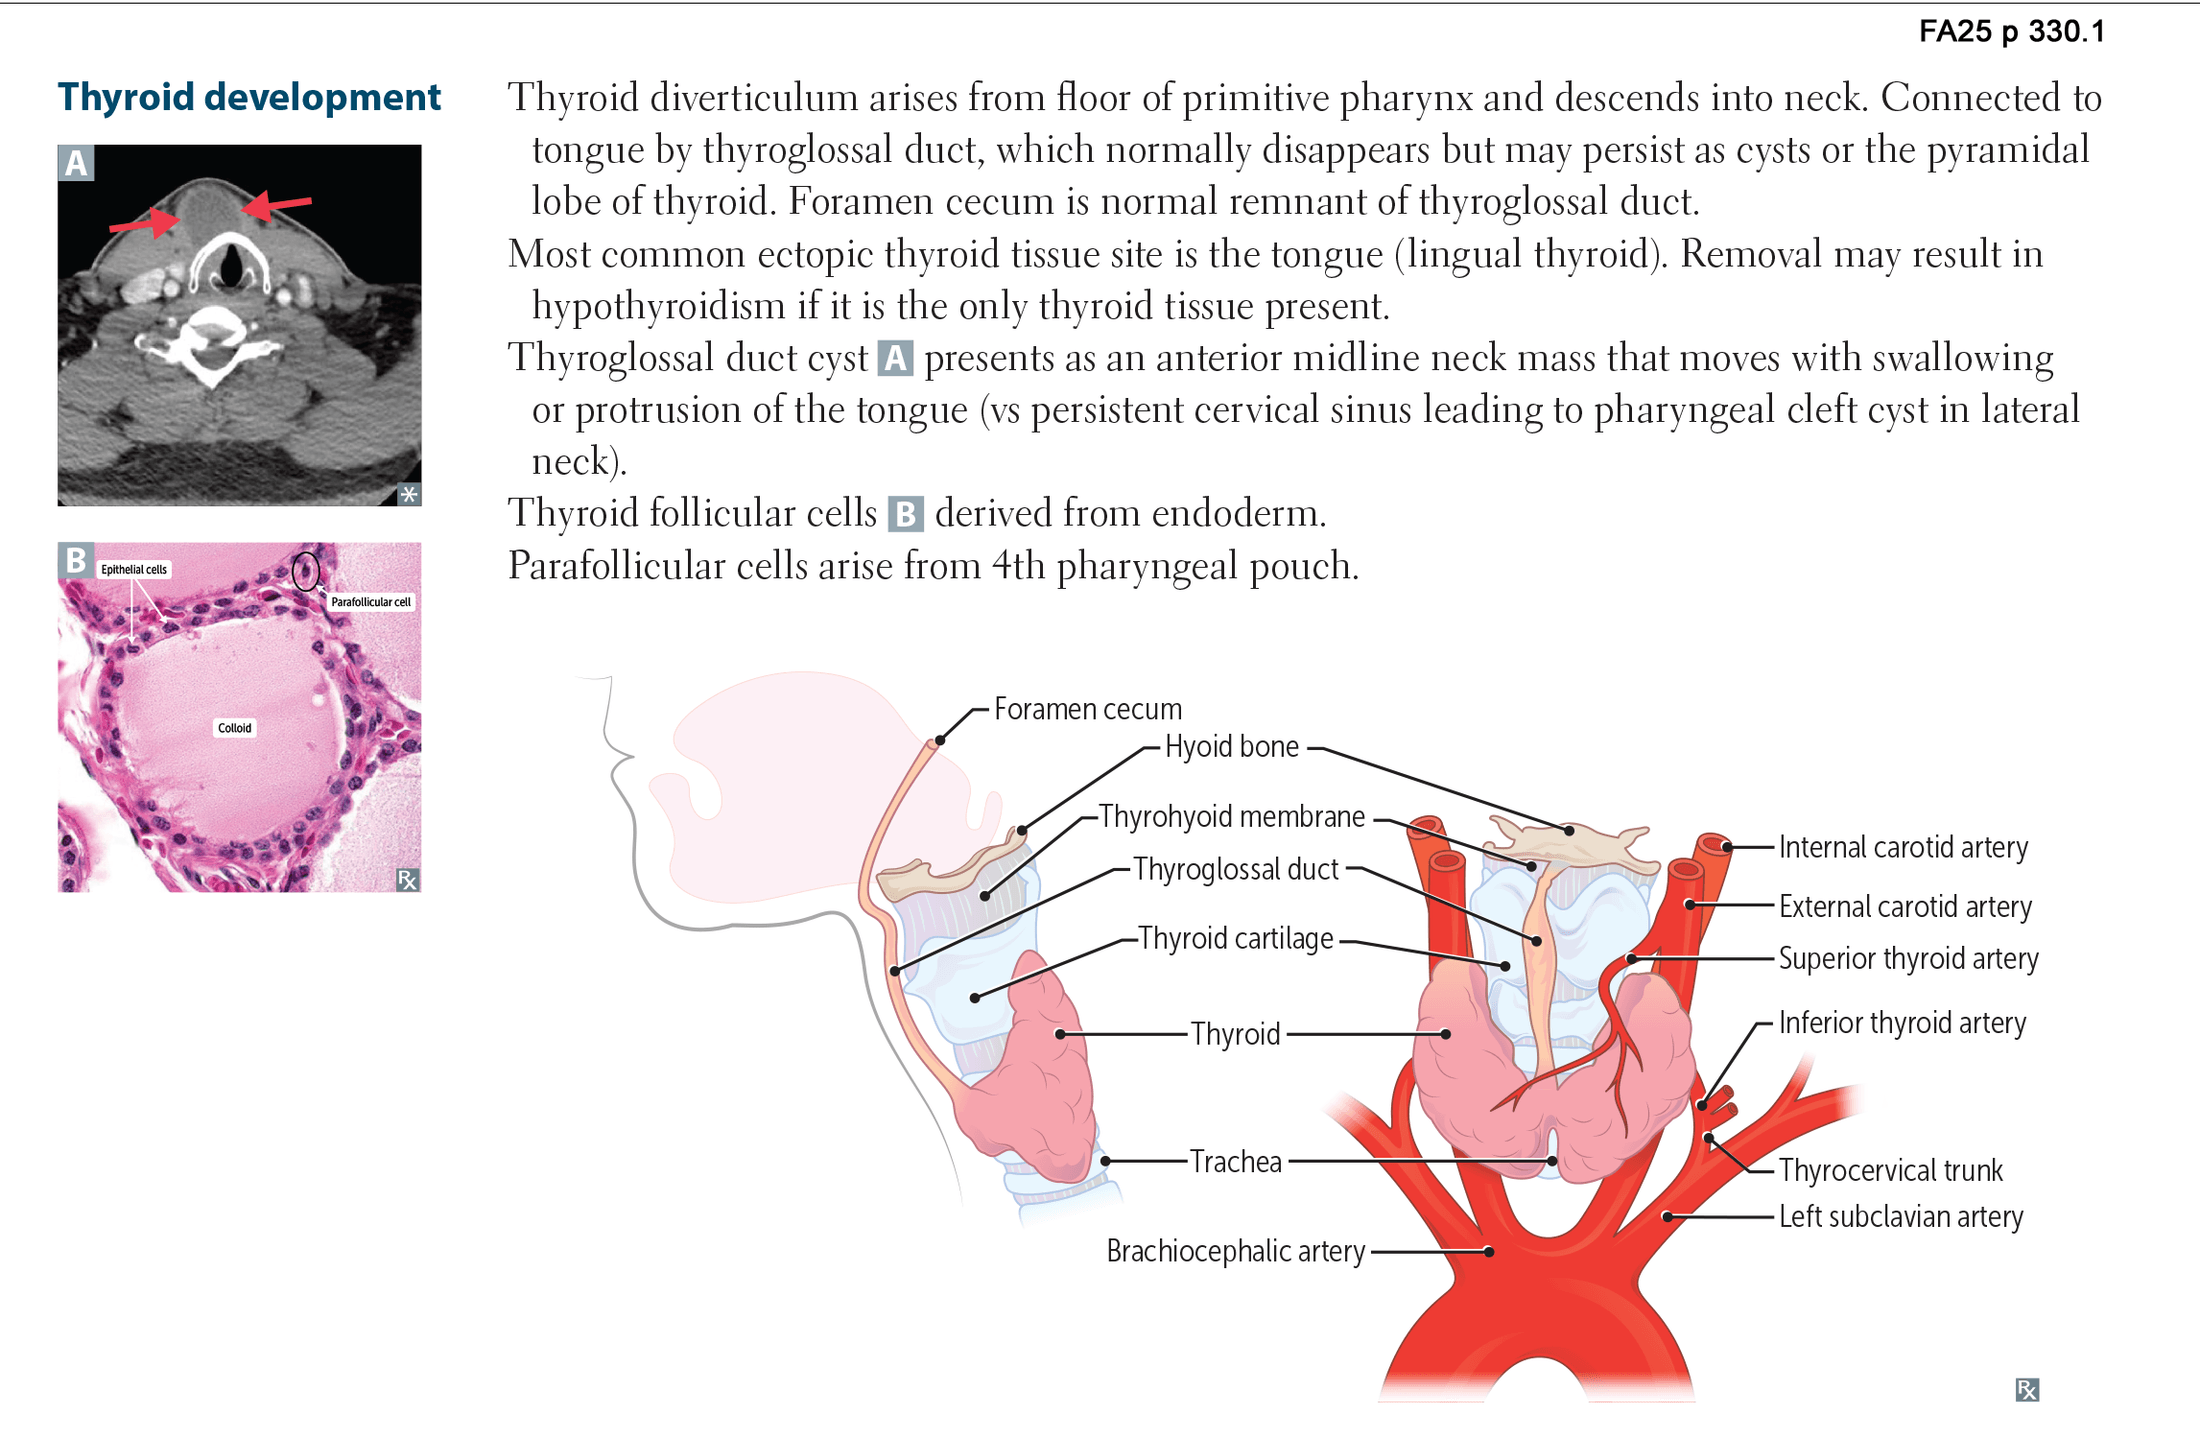 FA25 p 330.1
Thyroid development
Thyroid diverticulum arises from floor of primitive pharynx and descends into neck. Connected to
tongue by thyroglossal duct, which normally disappears but may persist as cysts or the pyramidal
lobe of thyroid. Foramen cecum is normal remnant of thyroglossal duct.
Most common ectopic thyroid tissue site is the tongue (lingual thyroid). Removal may result in
hypothyroidism if it is the only thyroid tissue present.
Thyroglossal duct cyst A presents as an anterior midline neck mass that moves with swallowing
or protrusion of the tongue (vs persistent cervical sinus leading to pharyngeal cleft cyst in lateral
neck).
Thyroid follicular cells B derived from endoderm.
Parafollicular cells arise from 4th pharyngeal pouch.
A
*
B
Epithelial cells
Parafollicular cell
Colloid
Rx
Foramen cecum
Hyoid bone
Thyrohyoid membrane
Thyroglossal duct
Thyroid cartilage
Thyroid
Trachea
Brachiocephalic artery
Internal carotid artery
External carotid artery
Superior thyroid artery
Inferior thyroid artery
Thyrocervical trunk
Left subclavian artery
Rx